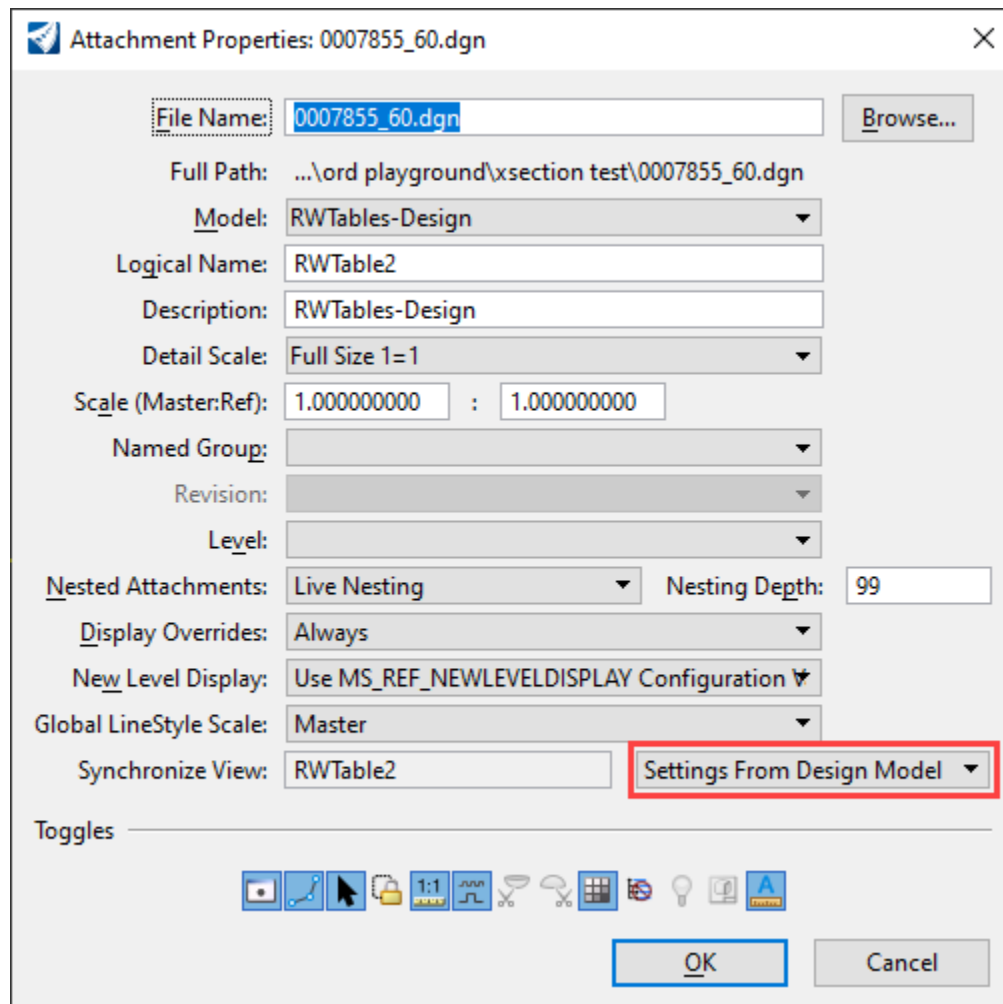 Attachment Properties: 0007855_60.dgn
File Name: 0007855_60.dgn Browse...
Full Path: ...\ord playground\xsection test\0007855_60.dgn
Model: RWTables-Design
Logical Name: RWTable2
Description: RWTables-Design
Detail Scale: Full Size 1=1
Scale (Master:Ref): 1.000000000 : 1.000000000
Named Group:
Revision:
Level:
Nested Attachments: Live Nesting Nesting Depth: 99
Display Overrides: Always
New Level Display: Use MS_REF_NEWLEVELDISPLAY Configuration
Global LineStyle Scale: Master
Synchronize View: RWTable2 Settings From Design Model
Toggles
1:1 A
OK Cancel